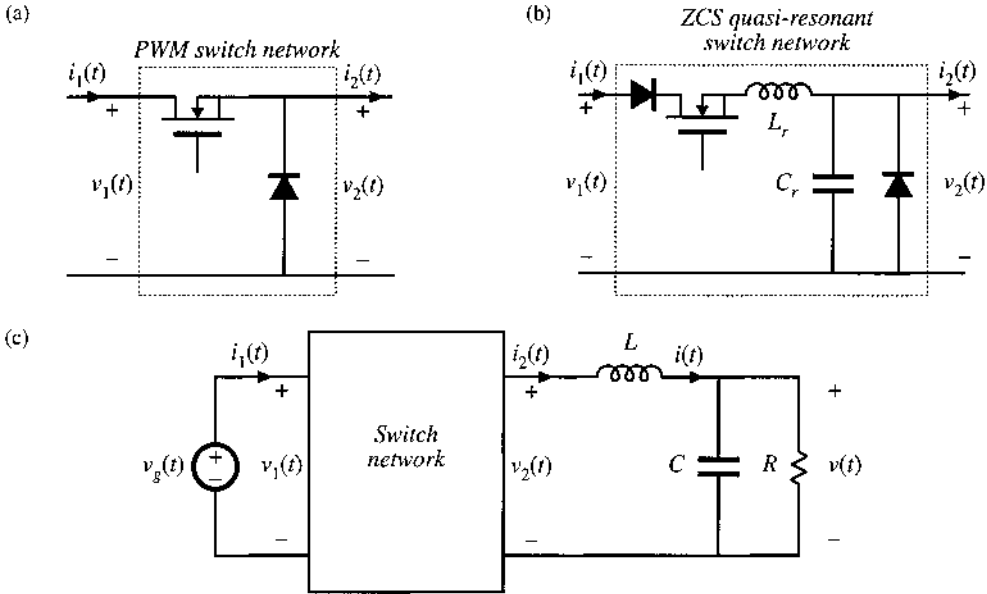 (a)
PWM switch network
i₁(t)
i₂(t)
+
+
v₁(t)
v₂(t)
–
–
(b)
ZCS quasi-resonant
switch network
i₁(t)
i₂(t)
+
+
Lᵣ
v₁(t)
Cᵣ
v₂(t)
–
–
(c)
i₁(t)
i₂(t)
L
i(t)
+
+
+
Switch
network
v_g(t)
+
–
v₁(t)
v₂(t)
C
R
v(t)
–
–
–